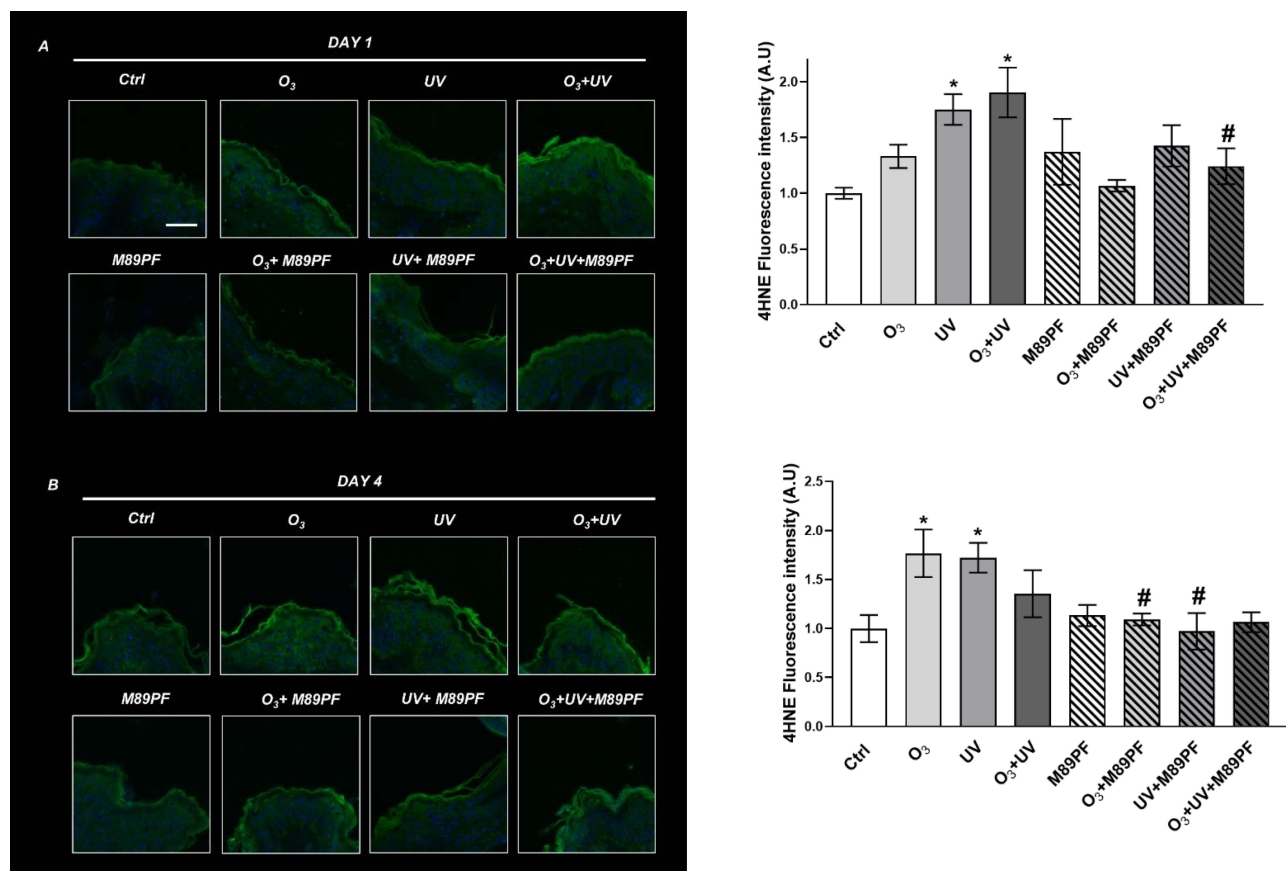 A
DAY 1
Ctrl O₃ UV O₃+UV
M89PF O₃+ M89PF UV+ M89PF O₃+UV+M89PF
4HNE Fluorescence intensity (A.U)
2.0
1.5
1.0
0.5
0.0
* * #
Ctrl O₃ UV O₃+UV M89PF O₃+M89PF UV+M89PF O₃+UV+M89PF
B
DAY 4
Ctrl O₃ UV O₃+UV
M89PF O₃+ M89PF UV+ M89PF O₃+UV+M89PF
4HNE Fluorescence intensity (A.U)
2.5
2.0
1.5
1.0
0.5
0.0
* * # #
Ctrl O₃ UV O₃+UV M89PF O₃+M89PF UV+M89PF O₃+UV+M89PF